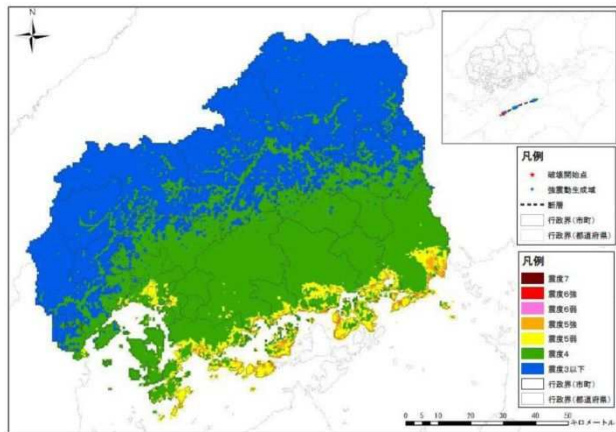 N
凡例
破壊開始点
強震動生成域
断層
行政界(市町)
行政界(都道府県)
凡例
震度7
震度6強
震度6弱
震度5強
震度5弱
震度4
震度3以下
行政界(市町)
行政界(都道府県)
0 5 10 20 30 40 50
キロメートル